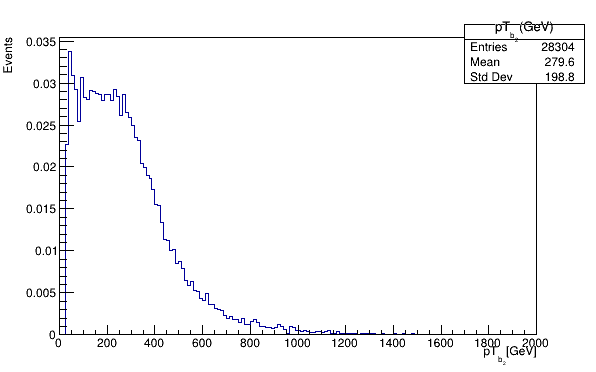 pT_b_2 (GeV)
Entries 28304
Mean 279.6
Std Dev 198.8
Events
0.035
0.03
0.025
0.02
0.015
0.01
0.005
0
0 200 400 600 800 1000 1200 1400 1600 1800 2000
pT_b_2 [GeV]